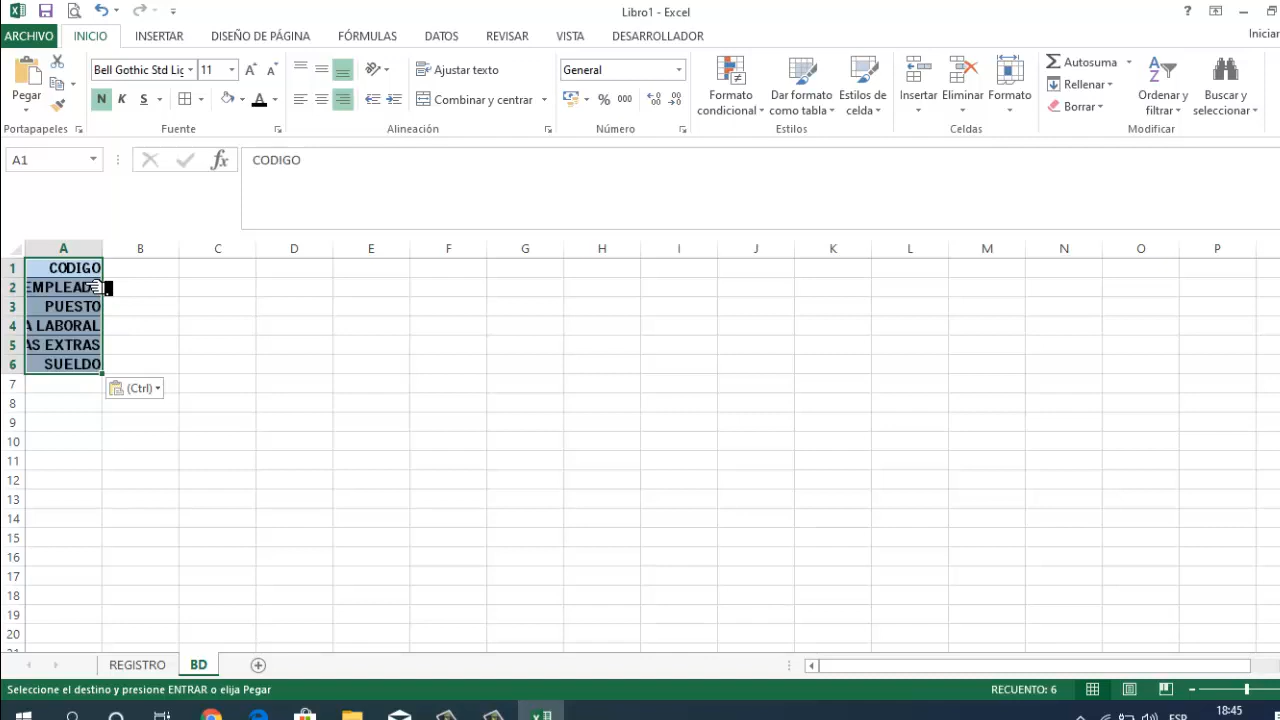 Libro1 - Excel
?
ARCHIVO INICIO INSERTAR DISEÑO DE PÁGINA FÓRMULAS DATOS REVISAR VISTA DESARROLLADOR Iniciar
Pegar
Bell Gothic Std Lig 11
N K S A
Ajustar texto
Combinar y centrar
General
% 000
Formato condicional
Dar formato como tabla
Estilos de celda
Insertar
Eliminar
Formato
Autosuma
Rellenar
Borrar
Ordenar y filtrar
Buscar y seleccionar
Portapapeles Fuente Alineación Número Estilos Celdas Modificar
A1 fx CODIGO
A B C D E F G H I J K L M N O P
1 CODIGO
2 EMPLEADO
3 PUESTO
4 A LABORAL
5 AS EXTRAS
6 SUELDO
7 (Ctrl)
8
9
10
11
12
13
14
15
16
17
18
19
20
REGISTRO BD
Seleccione el destino y presione ENTRAR o elija Pegar RECUENTO: 6
18:45
ESP